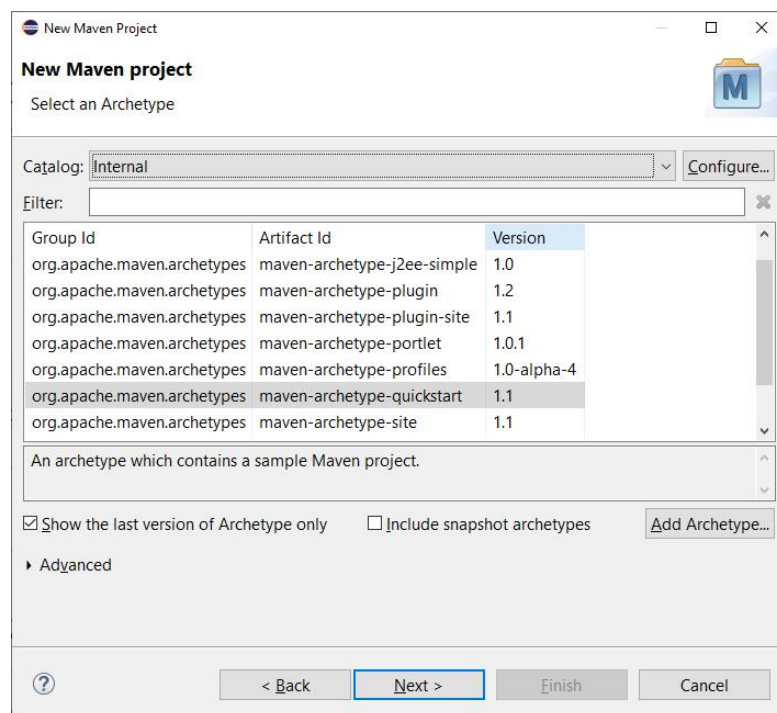 New Maven Project
New Maven project
Select an Archetype
M
Catalog: Internal Configure...
Filter:
Group Id Artifact Id Version
org.apache.maven.archetypes maven-archetype-j2ee-simple 1.0
org.apache.maven.archetypes maven-archetype-plugin 1.2
org.apache.maven.archetypes maven-archetype-plugin-site 1.1
org.apache.maven.archetypes maven-archetype-portlet 1.0.1
org.apache.maven.archetypes maven-archetype-profiles 1.0-alpha-4
org.apache.maven.archetypes maven-archetype-quickstart 1.1
org.apache.maven.archetypes maven-archetype-site 1.1
An archetype which contains a sample Maven project.
Show the last version of Archetype only Include snapshot archetypes Add Archetype...
Advanced
? < Back Next > Finish Cancel